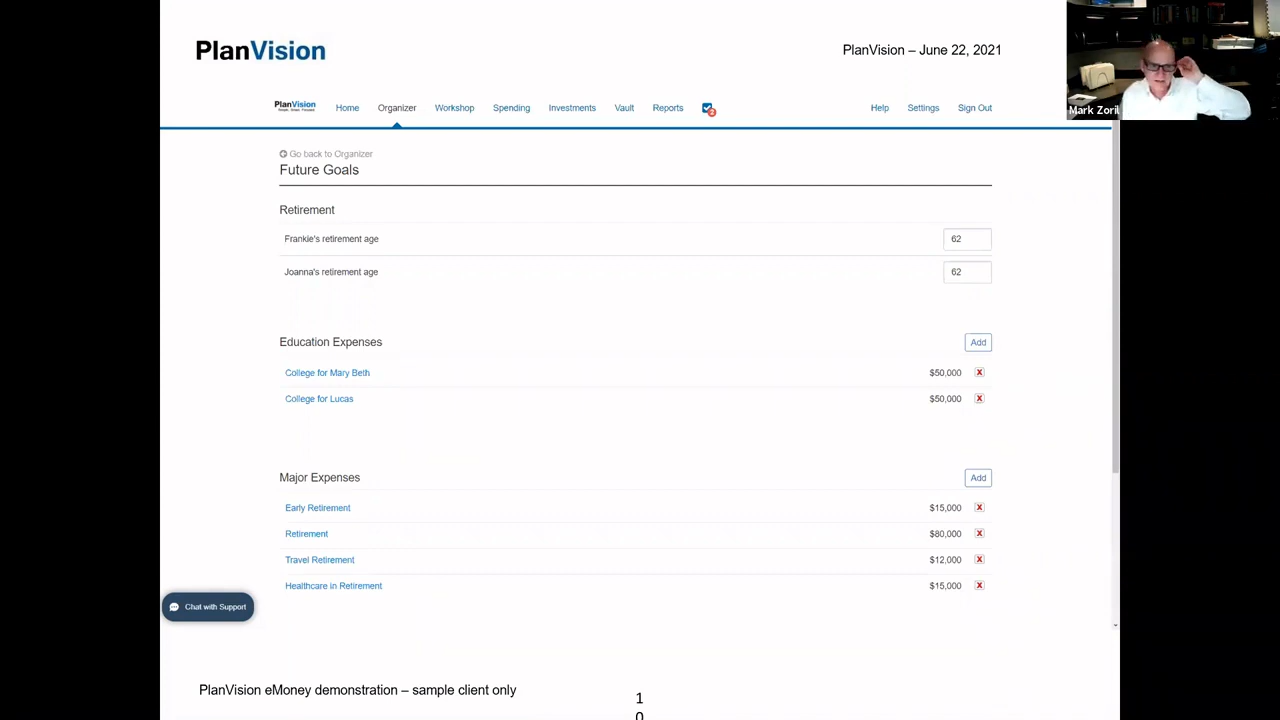 PlanVision
PlanVision – June 22, 2021
Mark Zoril
PlanVision
Home Organizer Workshop Spending Investments Vault Reports 2 Help Settings Sign Out
Go back to Organizer
Future Goals
Retirement
Frankie's retirement age 62
Joanna's retirement age 62
Education Expenses Add
College for Mary Beth $50,000 X
College for Lucas $50,000 X
Major Expenses Add
Early Retirement $15,000 X
Retirement $80,000 X
Travel Retirement $12,000 X
Healthcare in Retirement $15,000 X
Chat with Support
PlanVision eMoney demonstration – sample client only
1
0